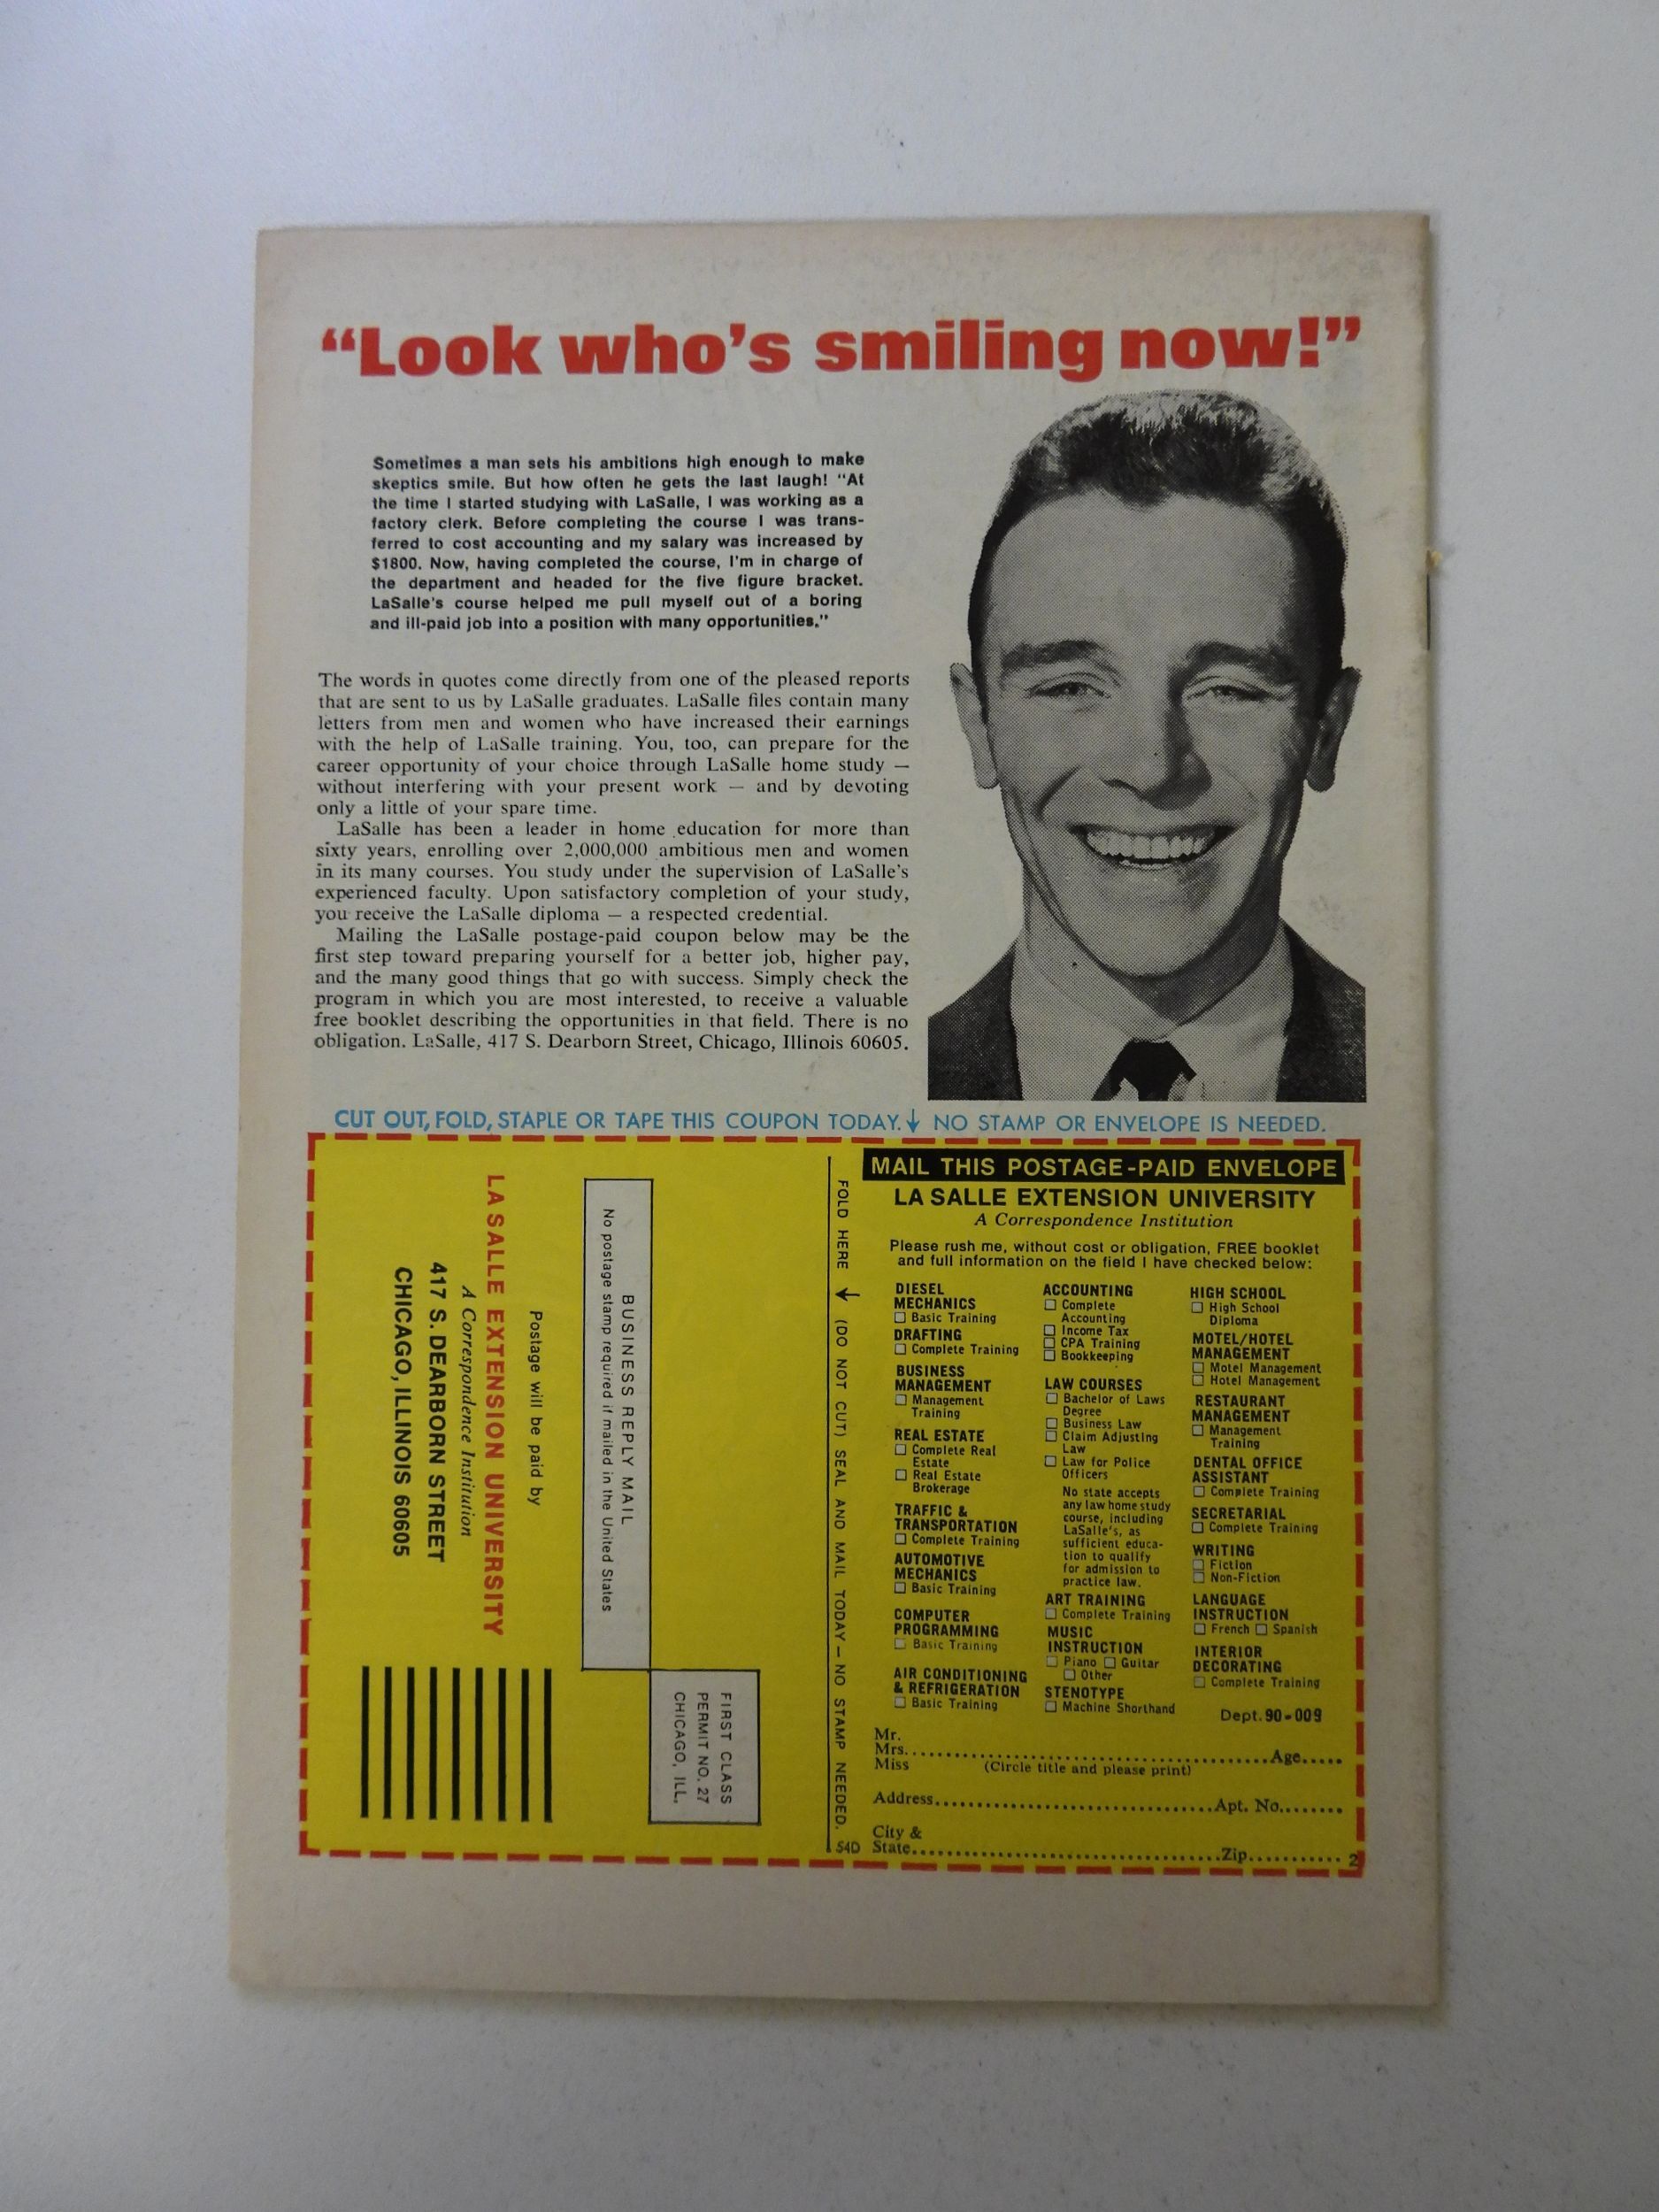 “Look who’s smiling now!”
Sometimes a man sets his ambitions high enough to make
skeptics smile. But how often he gets the last laugh! “At
the time I started studying with LaSalle, I was working as a
factory clerk. Before completing the course I was trans-
ferred to cost accounting and my salary was increased by
$1800. Now, having completed the course, I’m in charge of
the department and headed for the five figure bracket.
LaSalle’s course helped me pull myself out of a boring
and ill-paid job into a position with many opportunities.”
The words in quotes come directly from one of the pleased reports
that are sent to us by LaSalle graduates. LaSalle files contain many
letters from men and women who have increased their earnings
with the help of LaSalle training. You, too, can prepare for the
career opportunity of your choice through LaSalle home study —
without interfering with your present work — and by devoting
only a little of your spare time.
LaSalle has been a leader in home education for more than
sixty years, enrolling over 2,000,000 ambitious men and women
in its many courses. You study under the supervision of LaSalle’s
experienced faculty. Upon satisfactory completion of your study,
you receive the LaSalle diploma — a respected credential.
Mailing the LaSalle postage-paid coupon below may be the
first step toward preparing yourself for a better job, higher pay,
and the many good things that go with success. Simply check the
program in which you are most interested, to receive a valuable
free booklet describing the opportunities in that field. There is no
obligation. LaSalle, 417 S. Dearborn Street, Chicago, Illinois 60605.
CUT OUT, FOLD, STAPLE OR TAPE THIS COUPON TODAY. ↓ NO STAMP OR ENVELOPE IS NEEDED.
FIRST CLASS
PERMIT NO. 27
CHICAGO, ILL.
BUSINESS REPLY MAIL
No postage stamp required if mailed in the United States
Postage will be paid by
LA SALLE EXTENSION UNIVERSITY
A Correspondence Institution
417 S. DEARBORN STREET
CHICAGO, ILLINOIS 60605
FOLD HERE ↓ (DO NOT CUT) SEAL AND MAIL TODAY — NO STAMP NEEDED.
54D
MAIL THIS POSTAGE-PAID ENVELOPE
LA SALLE EXTENSION UNIVERSITY
A Correspondence Institution
Please rush me, without cost or obligation, FREE booklet
and full information on the field I have checked below:
DIESEL
MECHANICS
☐ Basic Training
DRAFTING
☐ Complete Training
BUSINESS
MANAGEMENT
☐ Management
Training
REAL ESTATE
☐ Complete Real
Estate
☐ Real Estate
Brokerage
TRAFFIC &
TRANSPORTATION
☐ Complete Training
AUTOMOTIVE
MECHANICS
☐ Basic Training
COMPUTER
PROGRAMMING
☐ Basic Training
AIR CONDITIONING
& REFRIGERATION
☐ Basic Training
ACCOUNTING
☐ Complete
Accounting
☐ Income Tax
☐ CPA Training
☐ Bookkeeping
LAW COURSES
☐ Bachelor of Laws
Degree
☐ Business Law
☐ Claim Adjusting
Law
☐ Law for Police
Officers
No state accepts
any law home study
course, including
LaSalle’s, as
sufficient educa-
tion to qualify
for admission to
practice law.
ART TRAINING
☐ Complete Training
MUSIC
INSTRUCTION
☐ Piano ☐ Guitar
☐ Other
STENOTYPE
☐ Machine Shorthand
HIGH SCHOOL
☐ High School
Diploma
MOTEL/HOTEL
MANAGEMENT
☐ Motel Management
☐ Hotel Management
RESTAURANT
MANAGEMENT
☐ Management
Training
DENTAL OFFICE
ASSISTANT
☐ Complete Training
SECRETARIAL
☐ Complete Training
WRITING
☐ Fiction
☐ Non-Fiction
LANGUAGE
INSTRUCTION
☐ French ☐ Spanish
INTERIOR
DECORATING
☐ Complete Training
Dept. 90-009
Mr.
Mrs. Age
Miss (Circle title and please print)
Address Apt. No.
City &
State Zip 2